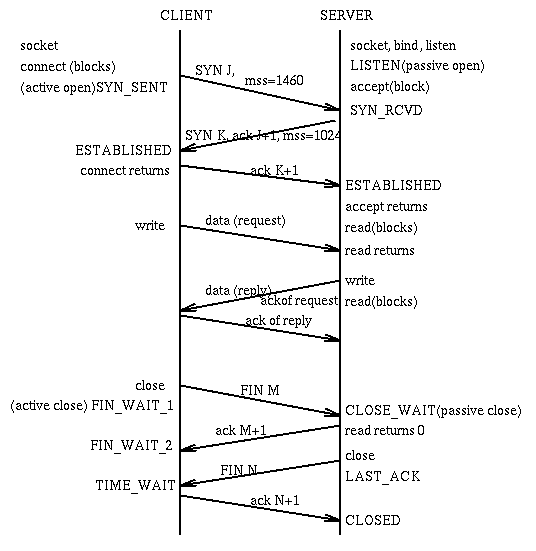 CLIENT
SERVER
socket
connect (blocks)
(active open)SYN_SENT
SYN J,
mss=1460
socket, bind, listen
LISTEN(passive open)
accept(block)
SYN_RCVD
SYN K, ack J+1, mss=1024
ESTABLISHED
connect returns
ack K+1
ESTABLISHED
accept returns
read(blocks)
write
data (request)
read returns
write
data (reply)
ackof request
read(blocks)
ack of reply
close
(active close) FIN_WAIT_1
FIN M
CLOSE_WAIT(passive close)
read returns 0
ack M+1
FIN_WAIT_2
close
LAST_ACK
FIN N
TIME_WAIT
ack N+1
CLOSED